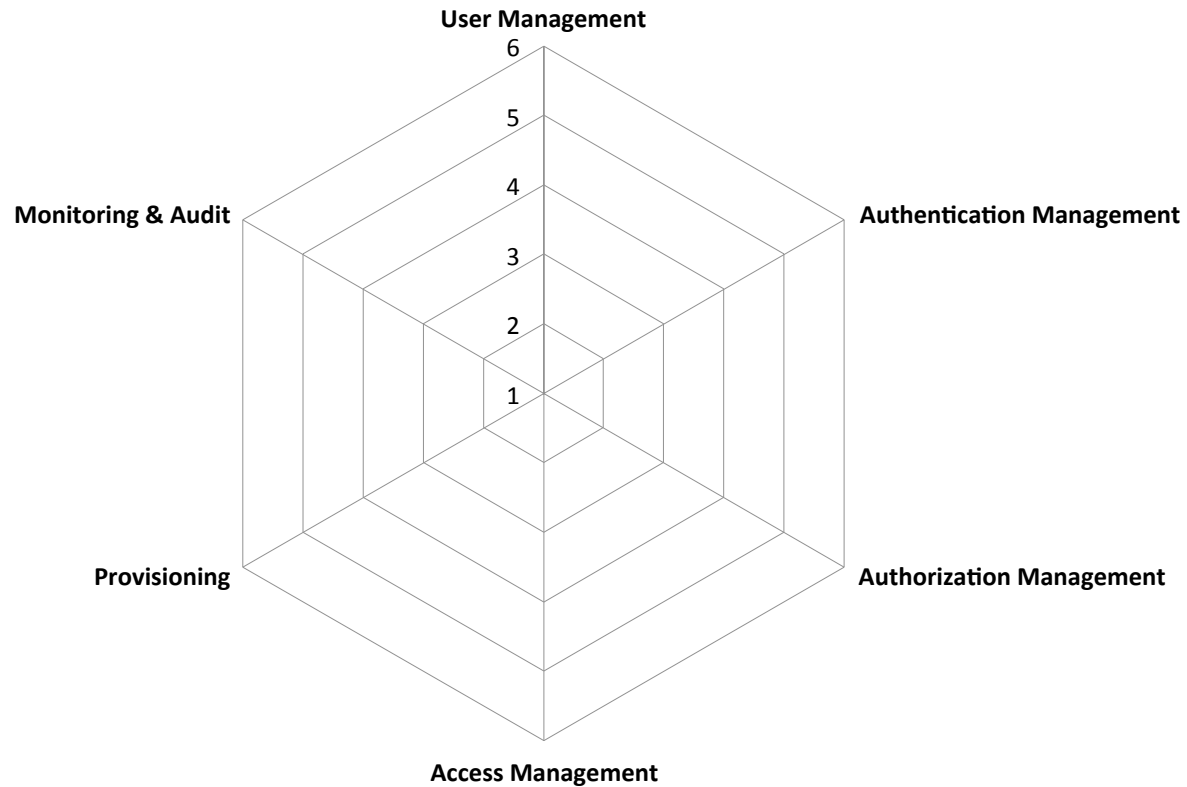 User Management
6
5
4
Monitoring & Audit
Authentication Management
3
2
1
Provisioning
Authorization Management
Access Management